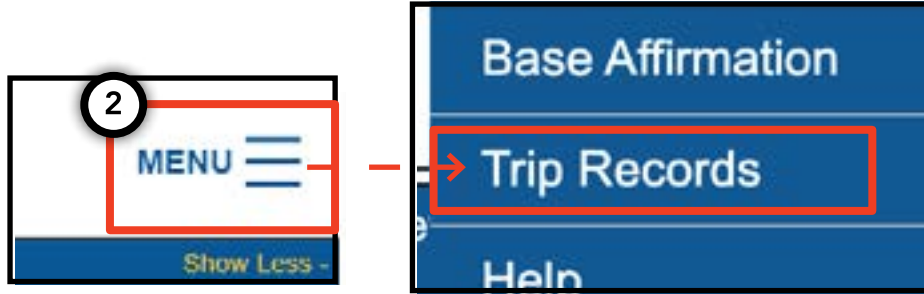 2
MENU
Show Less -
Base Affirmation
Trip Records
Help